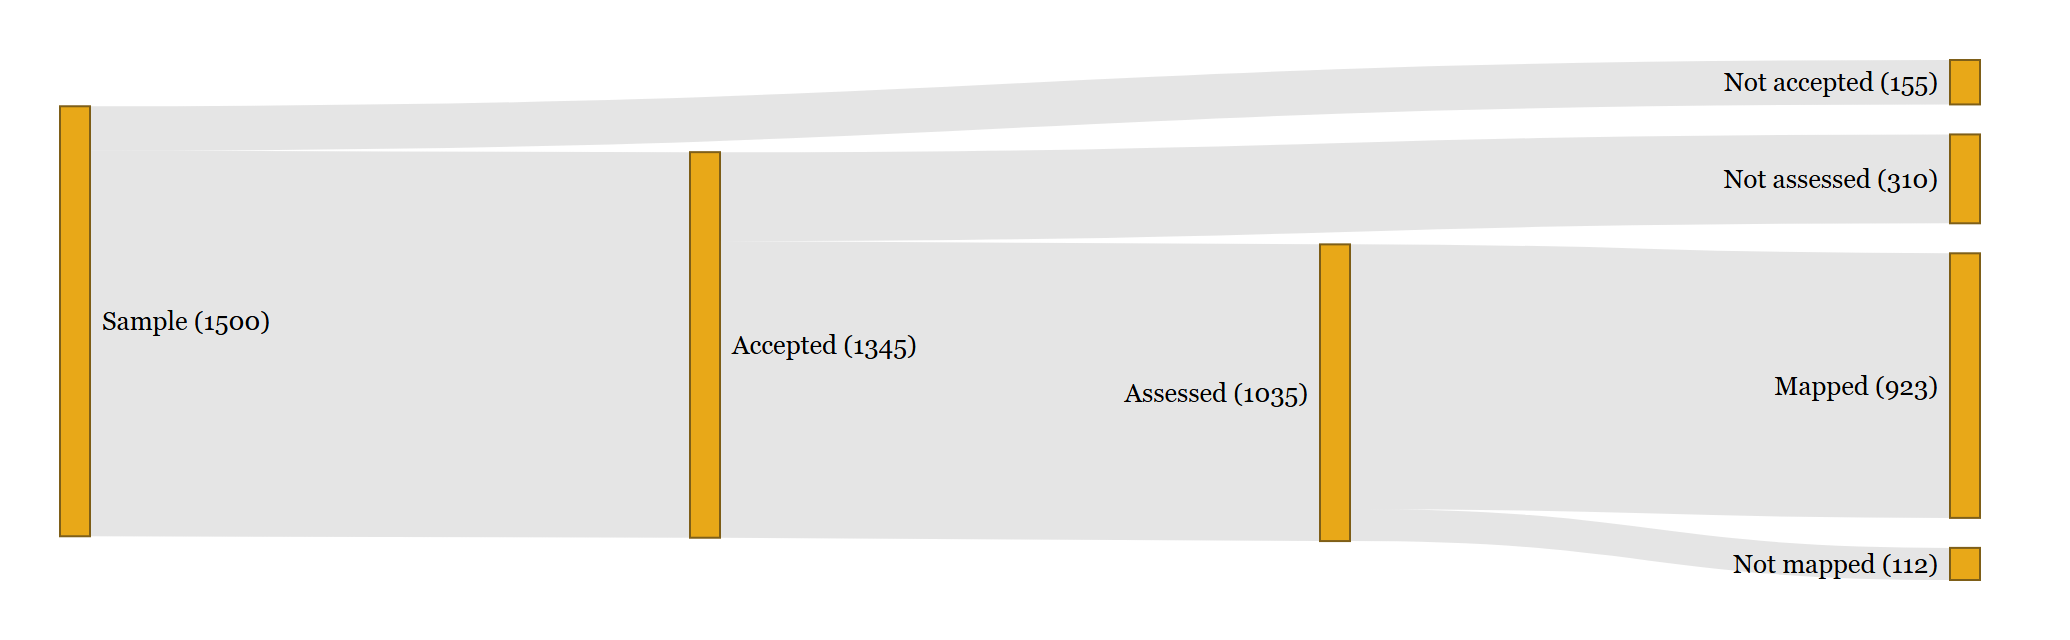 Not accepted (155)
Not assessed (310)
Sample (1500)
Accepted (1345)
Assessed (1035)
Mapped (923)
Not mapped (112)